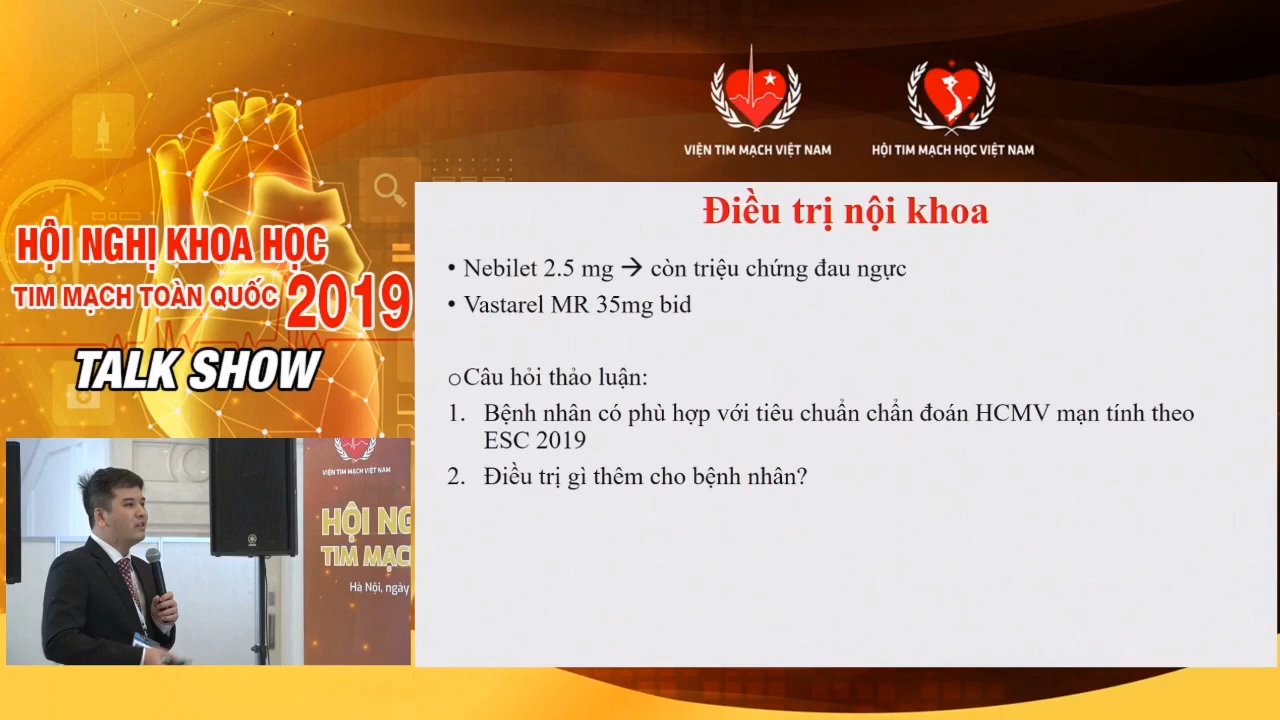 VIỆN TIM MẠCH VIỆT NAM
HỘI TIM MẠCH HỌC VIỆT NAM
HỘI NGHỊ KHOA HỌC
TIM MẠCH TOÀN QUỐC 2019
TALK SHOW
Điều trị nội khoa
• Nebilet 2.5 mg → còn triệu chứng đau ngực
• Vastarel MR 35mg bid
oCâu hỏi thảo luận:
1. Bệnh nhân có phù hợp với tiêu chuẩn chẩn đoán HCMV mạn tính theo
ESC 2019
2. Điều trị gì thêm cho bệnh nhân?
VIỆN TIM MẠCH VIỆT NAM
HỘI NG
TIM MẠC
Hà Nội, ngày